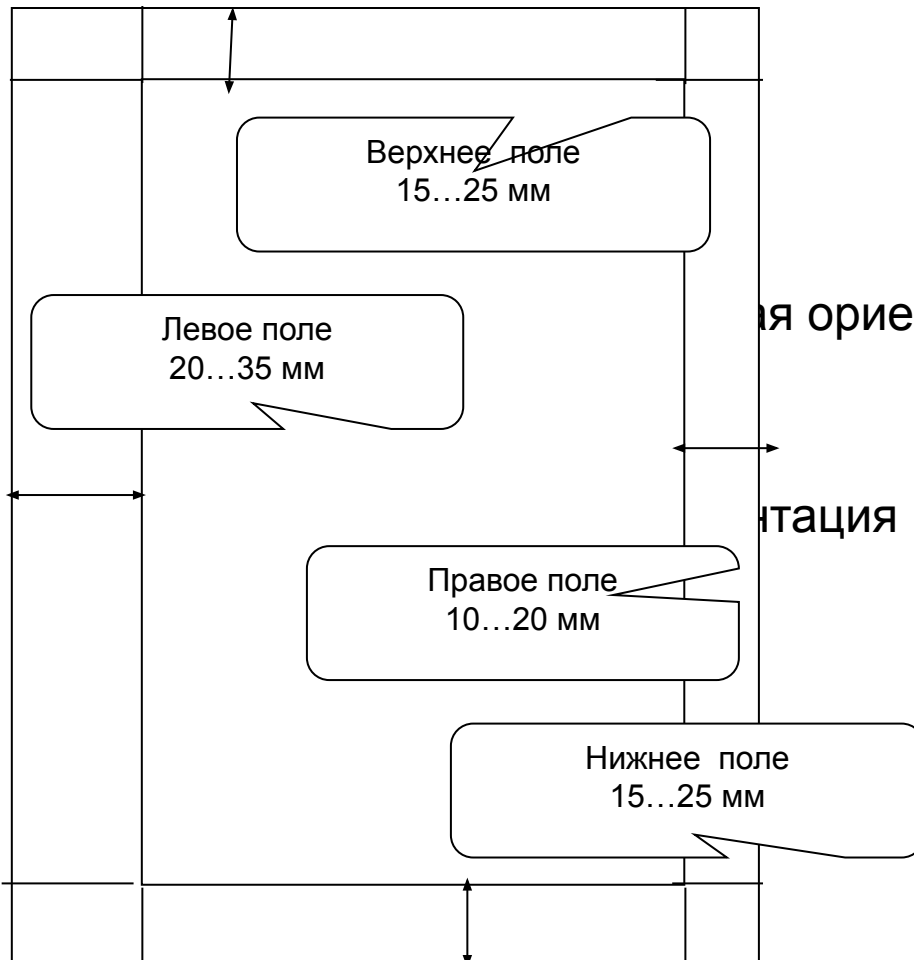 Верхнее поле
15…25 мм
Левое поле
20…35 мм
орие
нтация
Правое поле
10…20 мм
Нижнее поле
15…25 мм